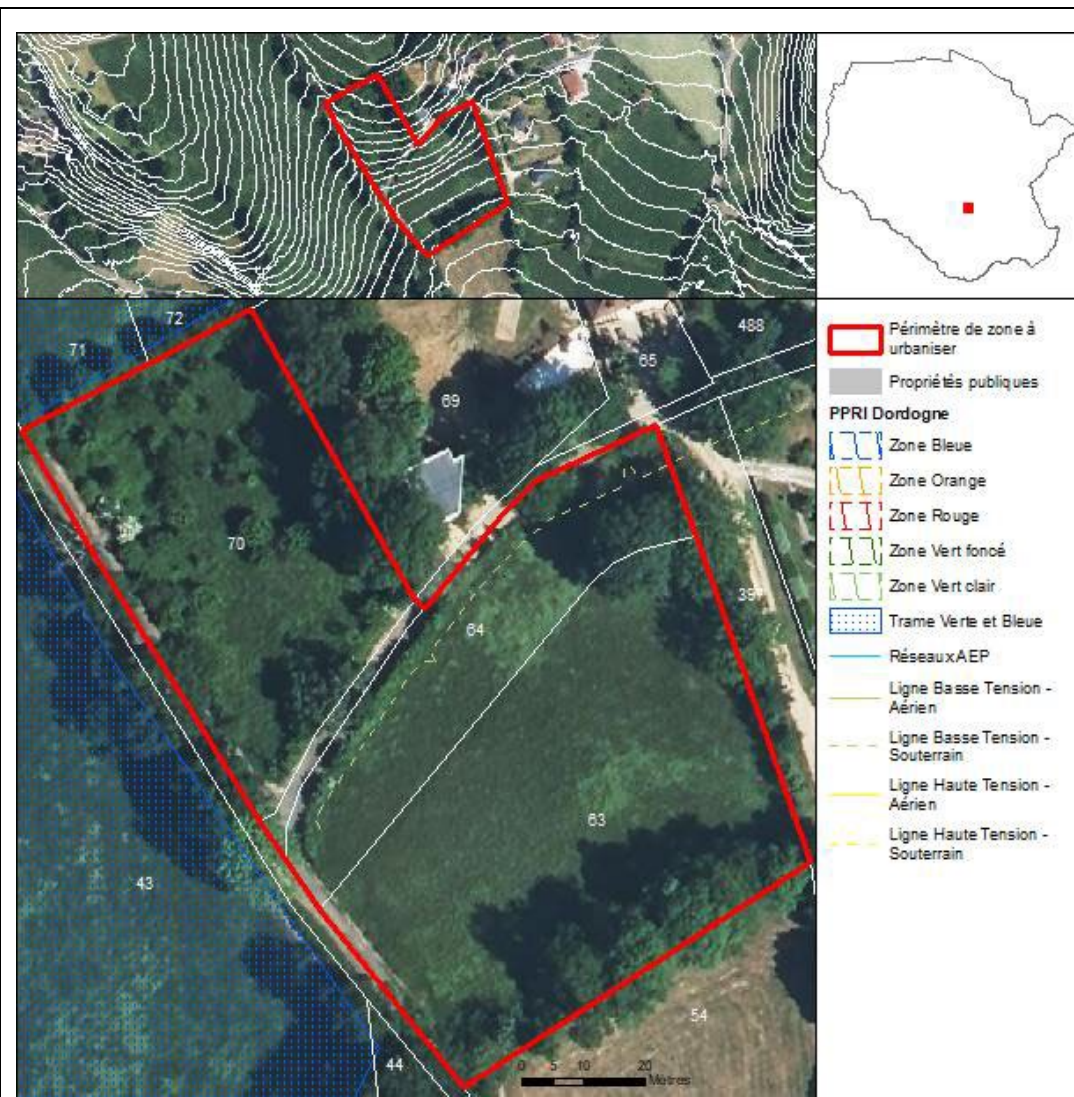 72
71
488
65
69
70
64
397
63
43
54
44
0 5 10 20
Mètres
Périmètre de zone à
urbaniser
Propriétés publiques
PPRI Dordogne
Zone Bleue
Zone Orange
Zone Rouge
Zone Vert foncé
Zone Vert clair
Trame Verte et Bleue
Réseaux AEP
Ligne Basse Tension -
Aérien
Ligne Basse Tension -
Souterrain
Ligne Haute Tension -
Aérien
Ligne Haute Tension -
Souterrain